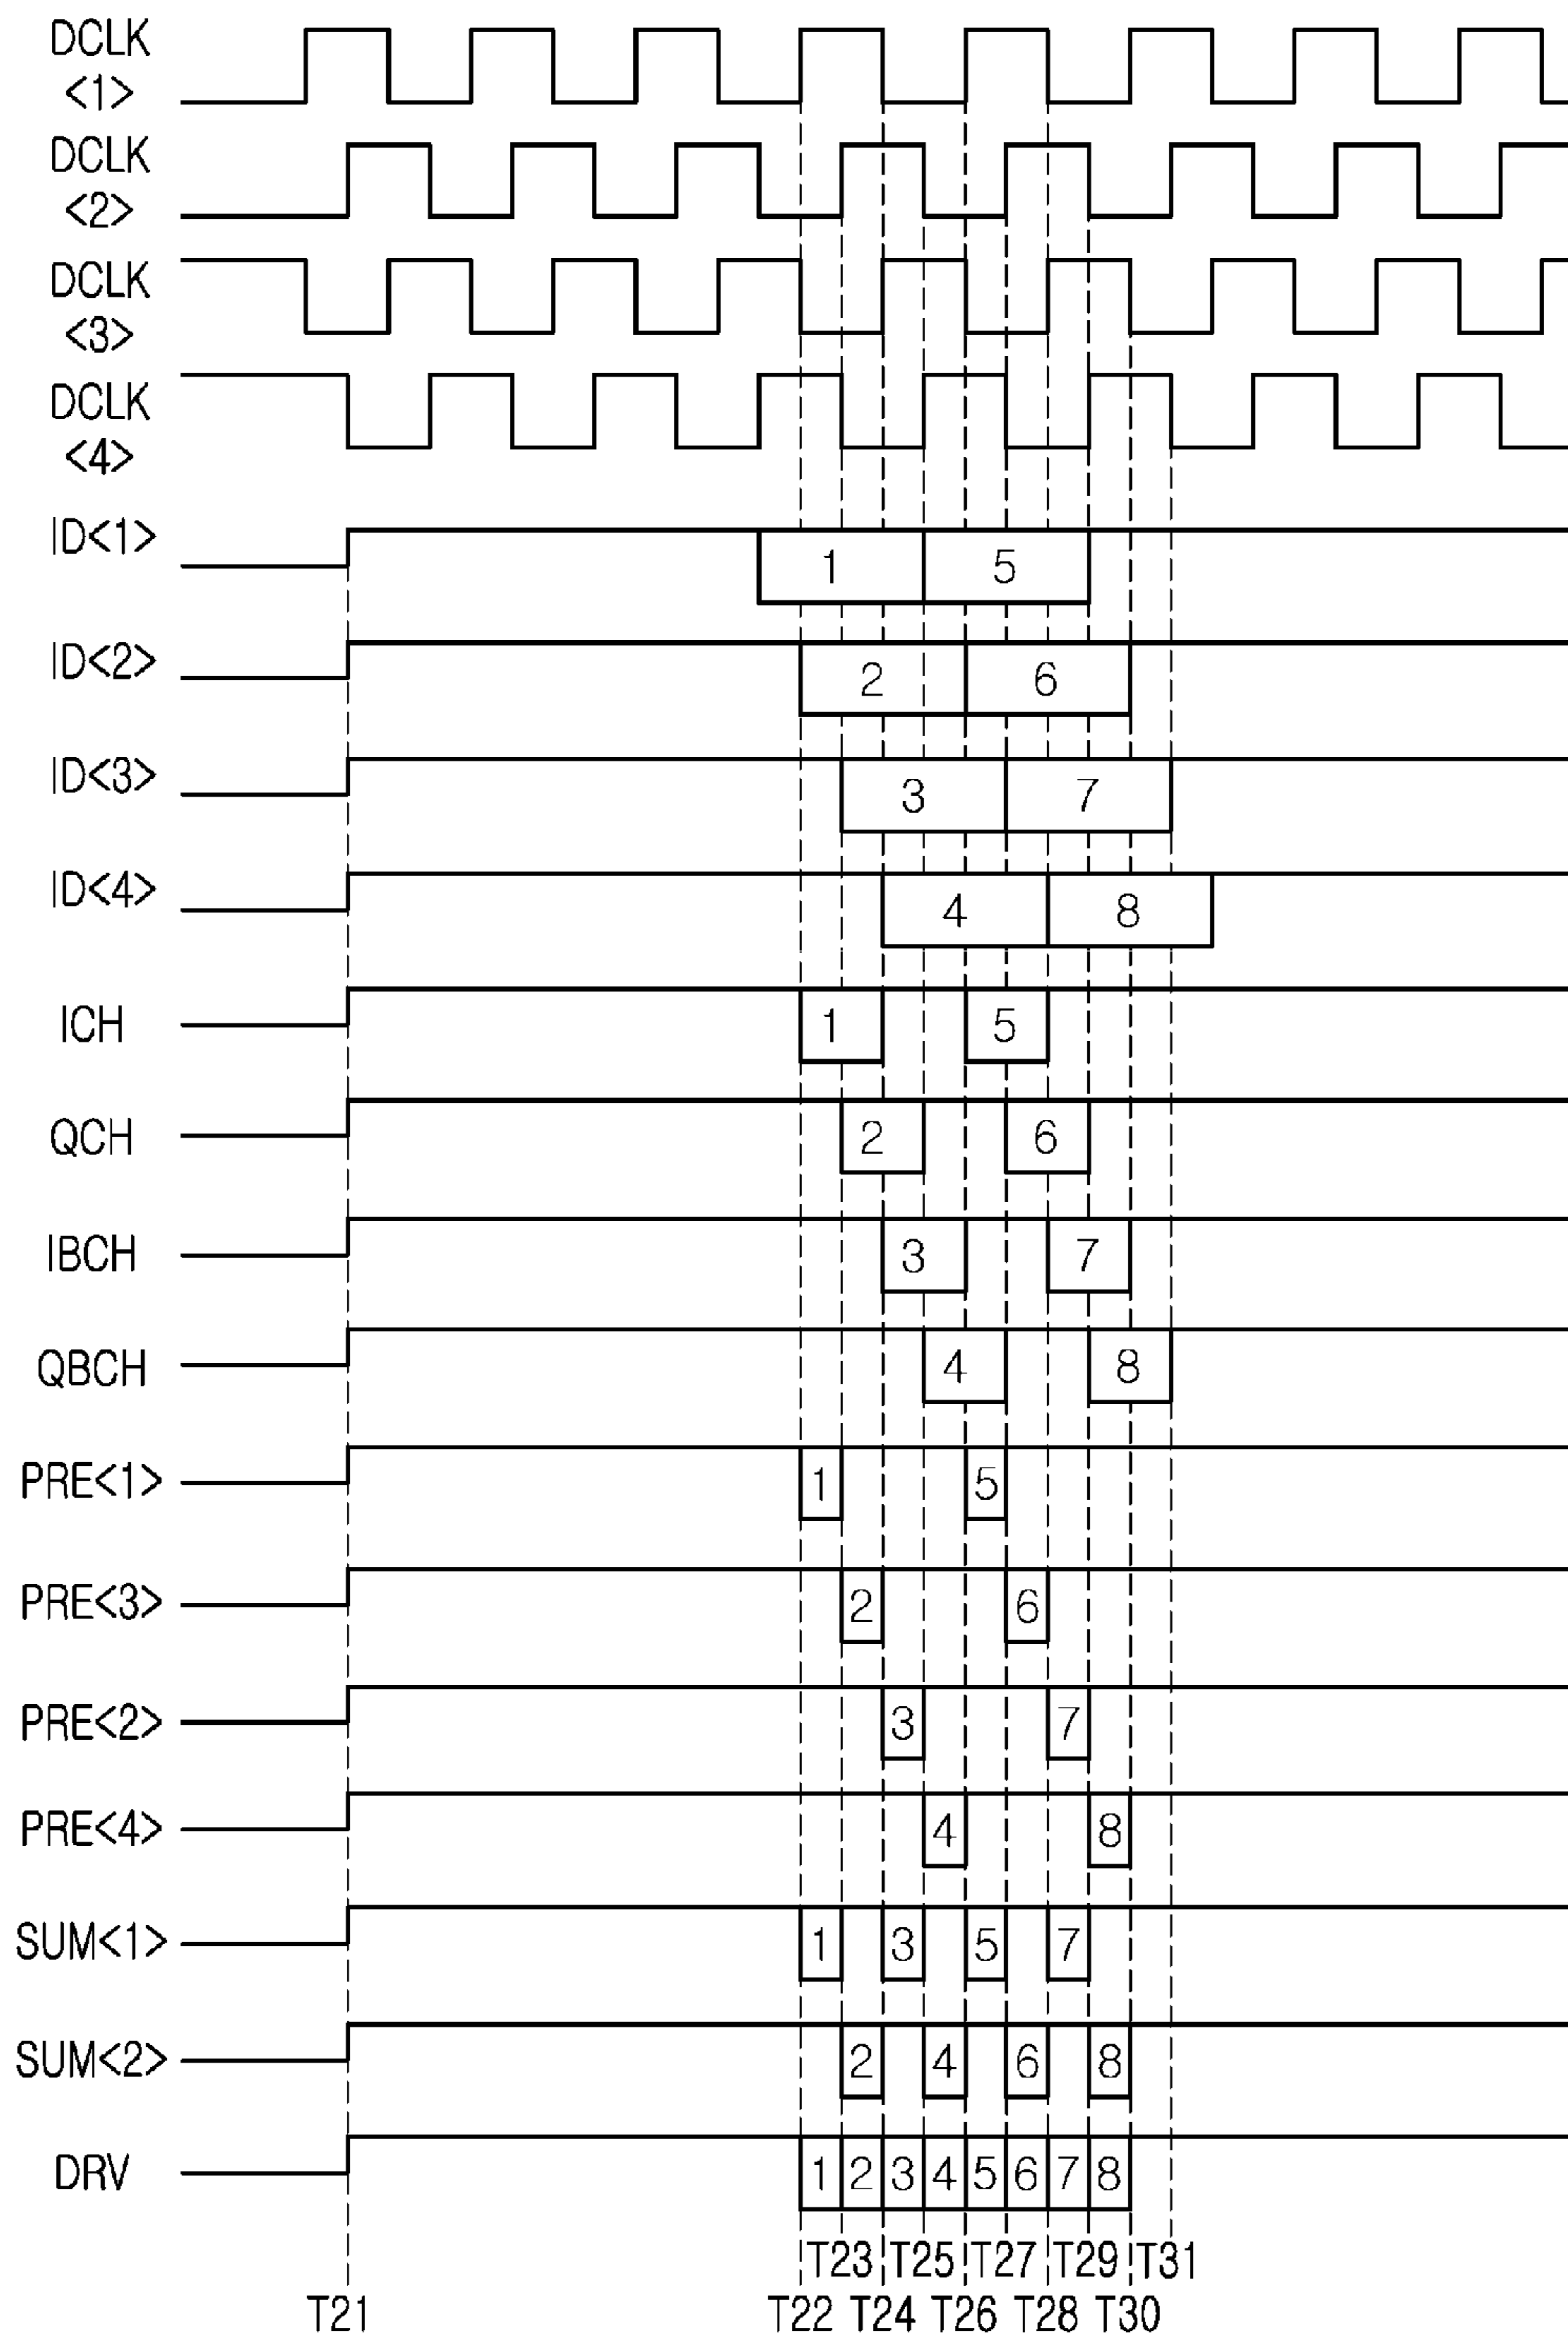 DCLK
<1>
DCLK
<2>
DCLK
<3>
DCLK
<4>
ID<1> 1 5
ID<2> 2 6
ID<3> 3 7
ID<4> 4 8
ICH 1 5
QCH 2 6
IBCH 3 7
QBCH 4 8
PRE<1> 1 5
PRE<3> 2 6
PRE<2> 3 7
PRE<4> 4 8
SUM<1> 1 3 5 7
SUM<2> 2 4 6 8
DRV 1 2 3 4 5 6 7 8
T23 T25 T27 T29 T31
T21 T22 T24 T26 T28 T30